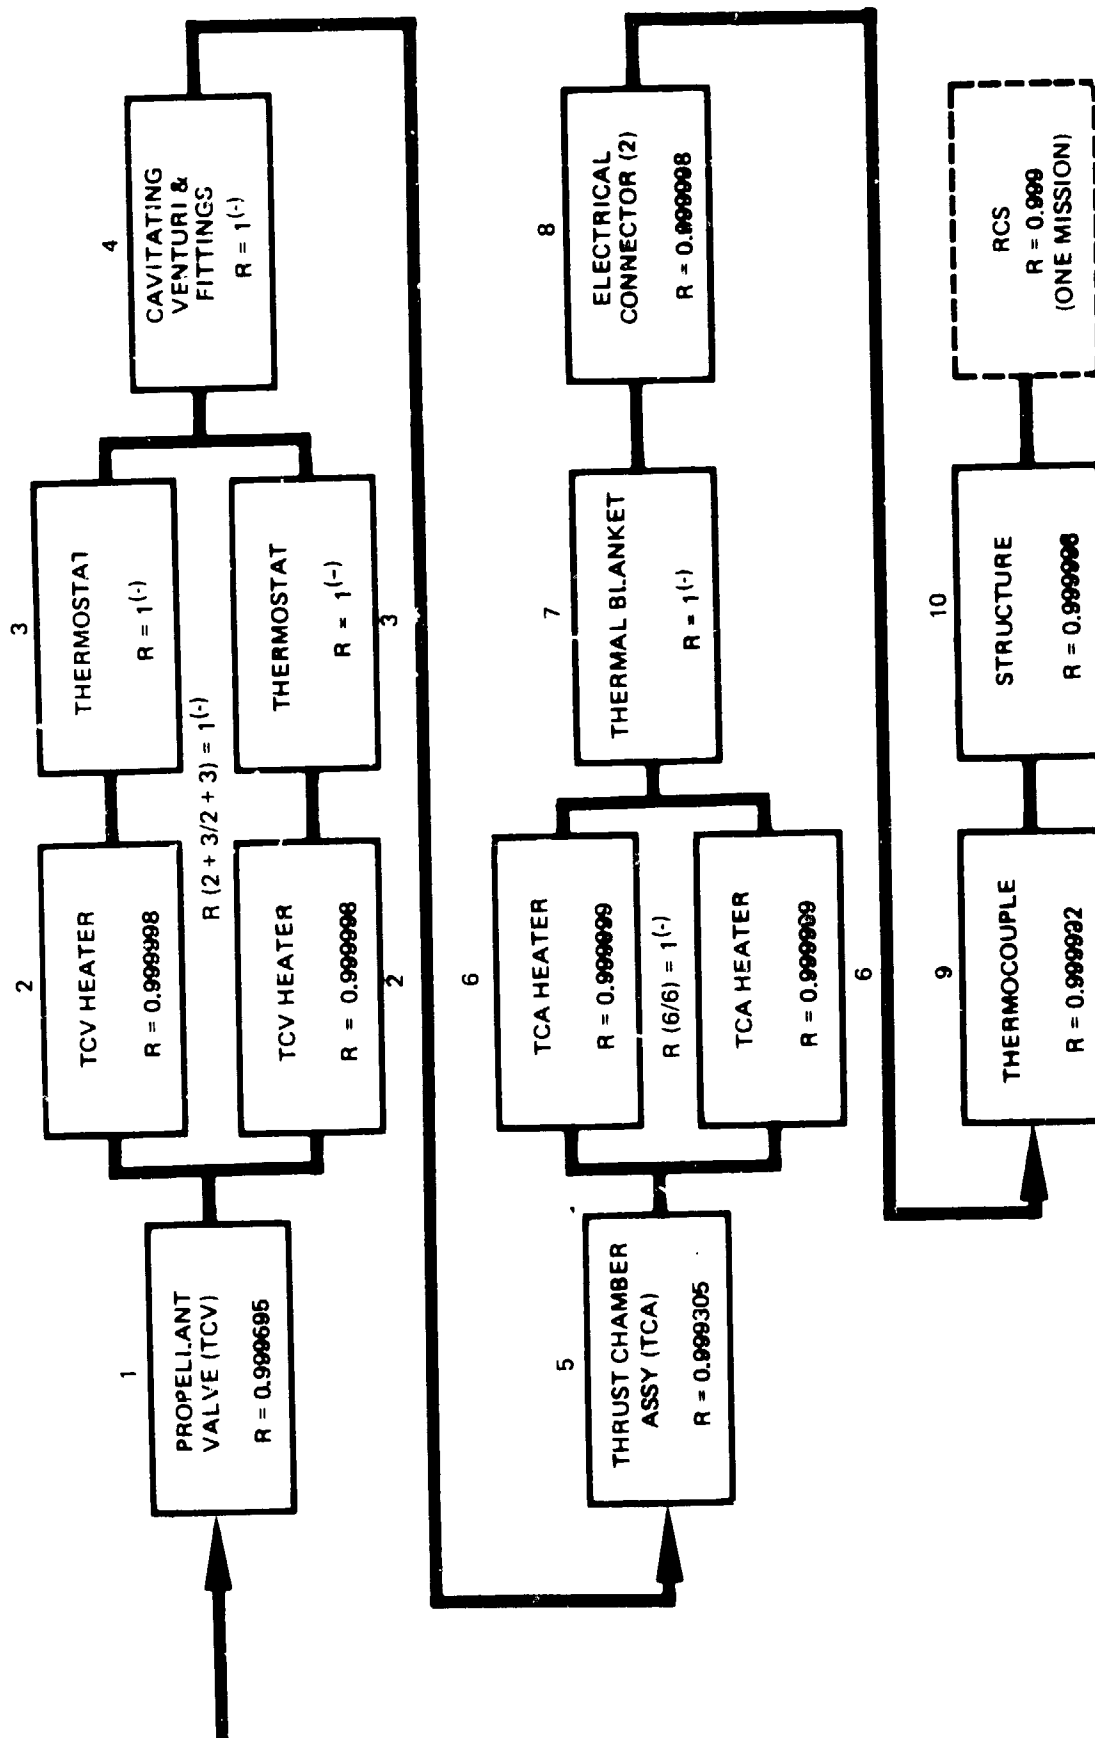 1
PROPELLANT
VALVE (TCV)
R = 0.999695
2
TCV HEATER
R = 0.999998
3
THERMOSTAT
R = 1(-)
R (2 + 3/2 + 3) = 1(-)
TCV HEATER
R = 0.999998
2
THERMOSTAT
R = 1(-)
3
4
CAVITATING
VENTURI &
FITTINGS
R = 1(-)
5
THRUST CHAMBER
ASSY (TCA)
R = 0.999305
6
TCA HEATER
R = 0.999999
R (6/6) = 1(-)
TCA HEATER
R = 0.999999
6
7
THERMAL BLANKET
R = 1(-)
8
ELECTRICAL
CONNECTOR (2)
R = 0.999998
9
THERMOCOUPLE
R = 0.999992
10
STRUCTURE
R = 0.999998
RCS
R = 0.999
(ONE MISSION)